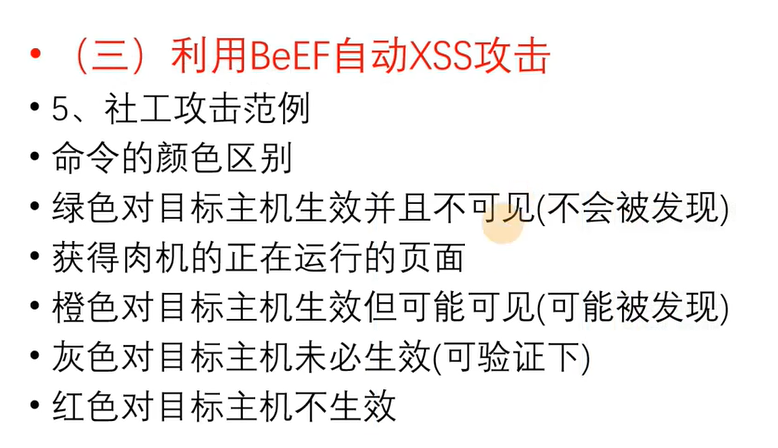 • （三）利用BeEF自动XSS攻击
• 5、社工攻击范例
• 命令的颜色区别
• 绿色对目标主机生效并且不可见(不会被发现)
• 获得肉机的正在运行的页面
• 橙色对目标主机生效但可能可见(可能被发现)
• 灰色对目标主机未必生效(可验证下)
• 红色对目标主机不生效